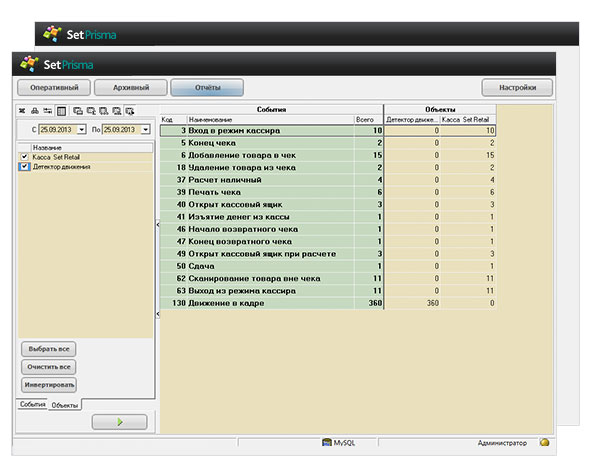 SetPrisma
SetPrisma
Оперативный Архивный Отчёты Настройки
С 25.09.2013 По 25.09.2013
Название
Касса Set Retail
Детектор движения
События Объекты
Код Наименование Всего Детектор движе... Касса Set Retail
3 Вход в режим кассира 10 0 10
5 Конец чека 2 0 2
6 Добавление товара в чек 15 0 15
18 Удаление товара из чека 2 0 2
37 Расчет наличный 4 0 4
39 Печать чека 6 0 6
40 Открыт кассовый ящик 3 0 3
41 Изъятие денег из кассы 1 0 1
46 Начало возвратного чека 1 0 1
47 Конец возвратного чека 1 0 1
49 Открыт кассовый ящик при расчете 3 0 3
50 Сдача 1 0 1
62 Сканирование товара вне чека 11 0 11
63 Выход из режима кассира 11 0 11
130 Движение в кадре 360 360 0
Выбрать все
Очистить все
Инвертировать
События Объекты
MySQL Администратор